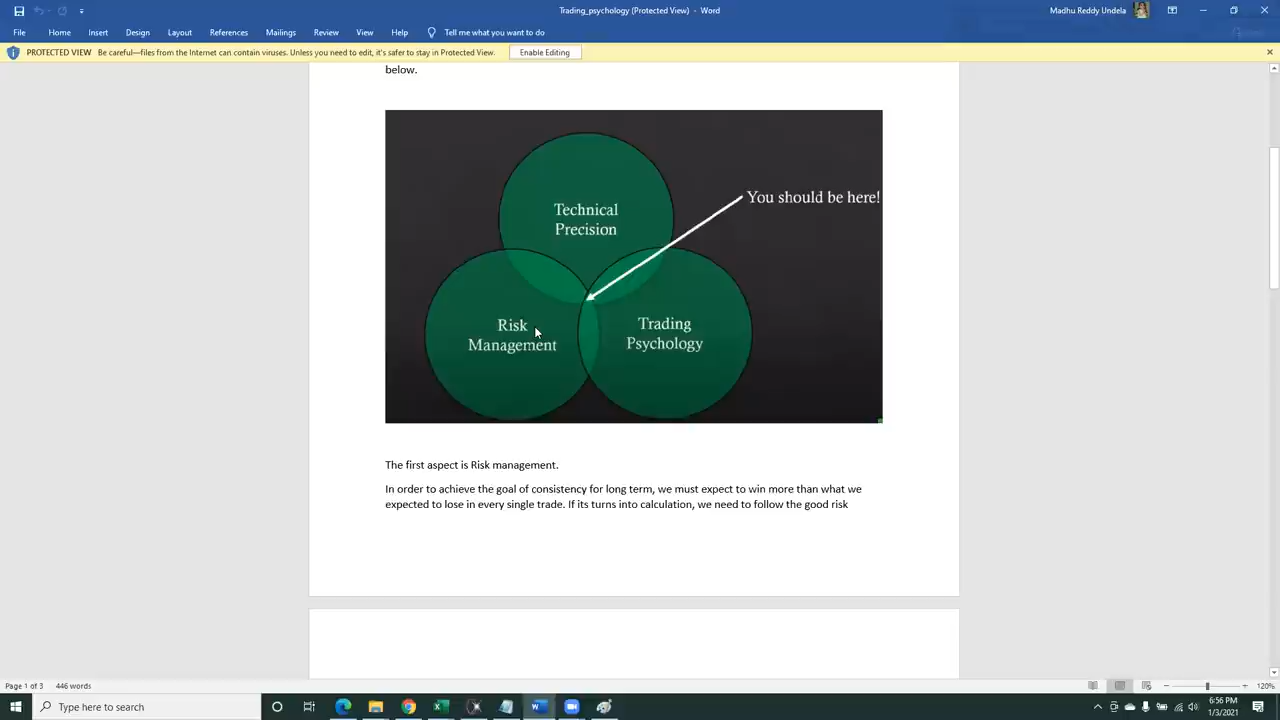 Trading_psychology (Protected View) - Word
Madhu Reddy Undela
File Home Insert Design Layout References Mailings Review View Help Tell me what you want to do
PROTECTED VIEW Be careful—files from the Internet can contain viruses. Unless you need to edit, it's safer to stay in Protected View. Enable Editing
below.
Technical
Precision
You should be here!
Risk
Management
Trading
Psychology
The first aspect is Risk management.
In order to achieve the goal of consistency for long term, we must expect to win more than what we
expected to lose in every single trade. If its turns into calculation, we need to follow the good risk
Page 1 of 3 446 words
120%
Type here to search
6:56 PM
1/3/2021